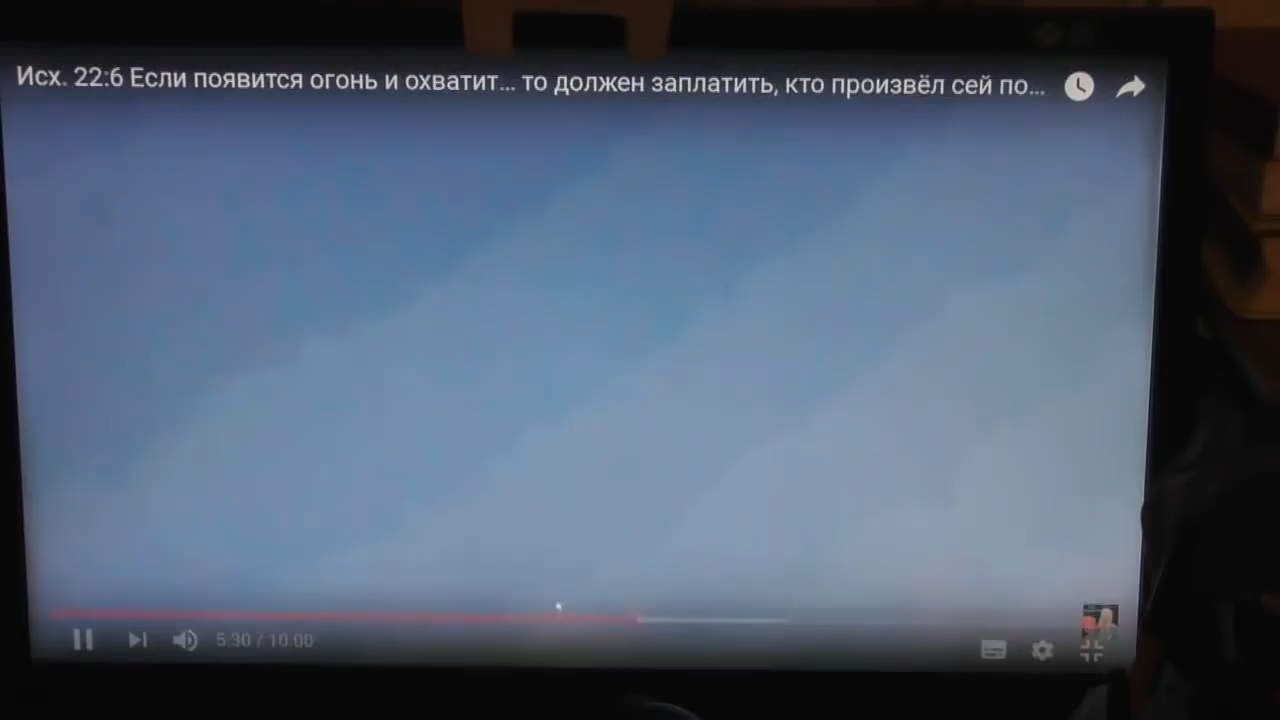 Исх. 22:6 Если появится огонь и охватит... то должен заплатить, кто произвёл сей по...
5:30 / 10:00